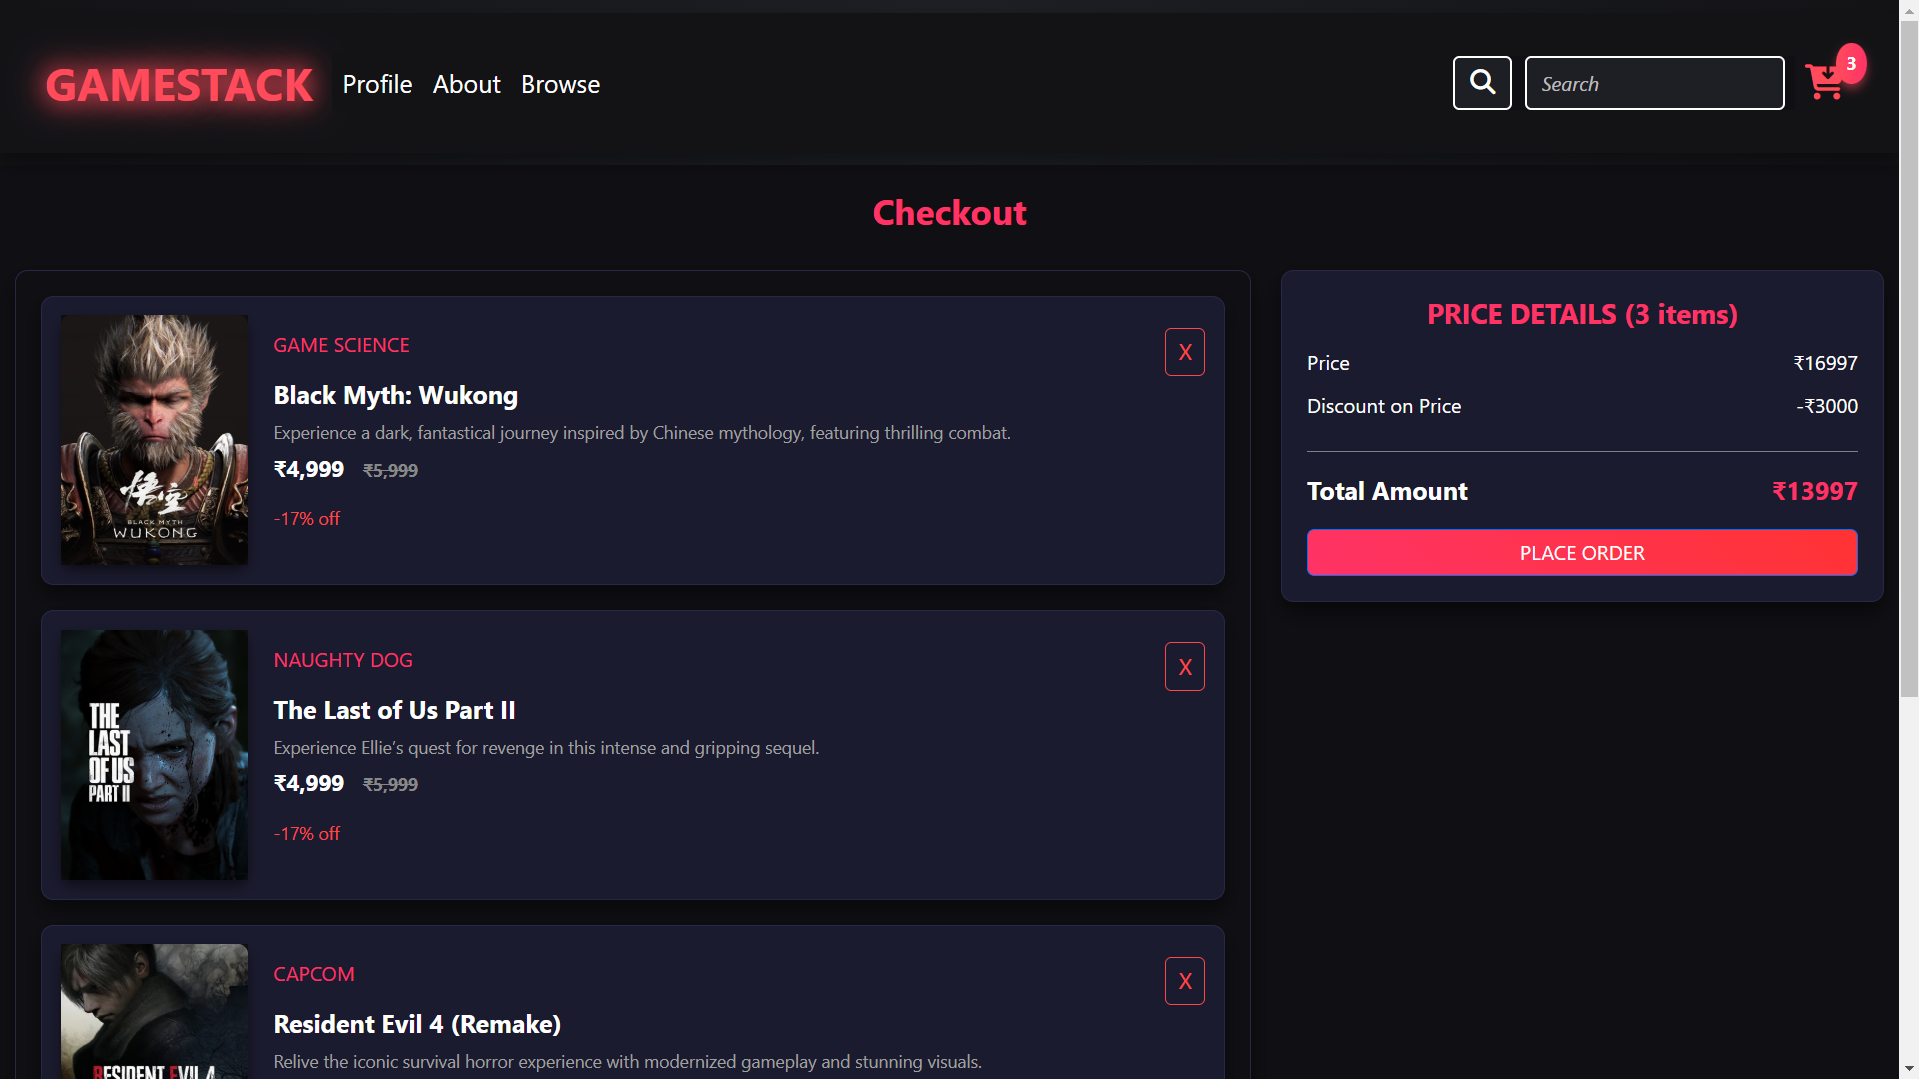 GAMESTACK Profile About Browse Search 3
Checkout
GAME SCIENCE X
Black Myth: Wukong
Experience a dark, fantastical journey inspired by Chinese mythology, featuring thrilling combat.
₹4,999 ₹5,999
-17% off
悟空
BLACK MYTH
WUKONG
NAUGHTY DOG X
The Last of Us Part II
Experience Ellie’s quest for revenge in this intense and gripping sequel.
₹4,999 ₹5,999
-17% off
THE
LAST
OF US
PART II
CAPCOM X
Resident Evil 4 (Remake)
Relive the iconic survival horror experience with modernized gameplay and stunning visuals.
RESIDENT EVIL 4
PRICE DETAILS (3 items)
Price ₹16997
Discount on Price -₹3000
Total Amount ₹13997
PLACE ORDER